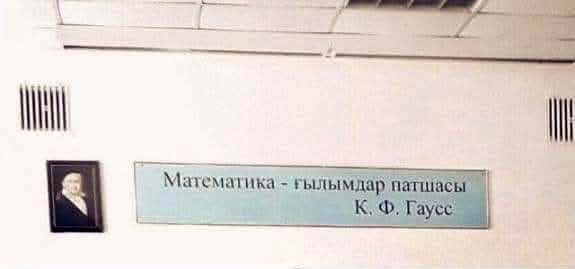 Математика - ғылымдар патшасы
К. Ф. Гаусс